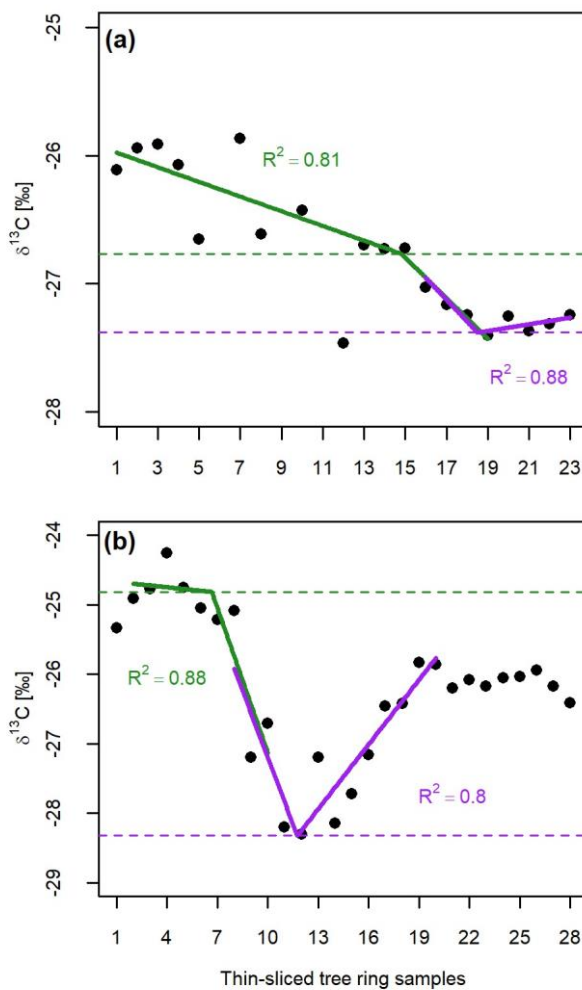 (a)
-25
-26
-27
-28
δ¹³C [‰]
R² = 0.81
R² = 0.88
1 3 5 7 9 11 13 15 17 19 21 23
(b)
-24
-25
-26
-27
-28
-29
δ¹³C [‰]
R² = 0.88
R² = 0.8
1 4 7 10 13 16 19 22 25 28
Thin-sliced tree ring samples